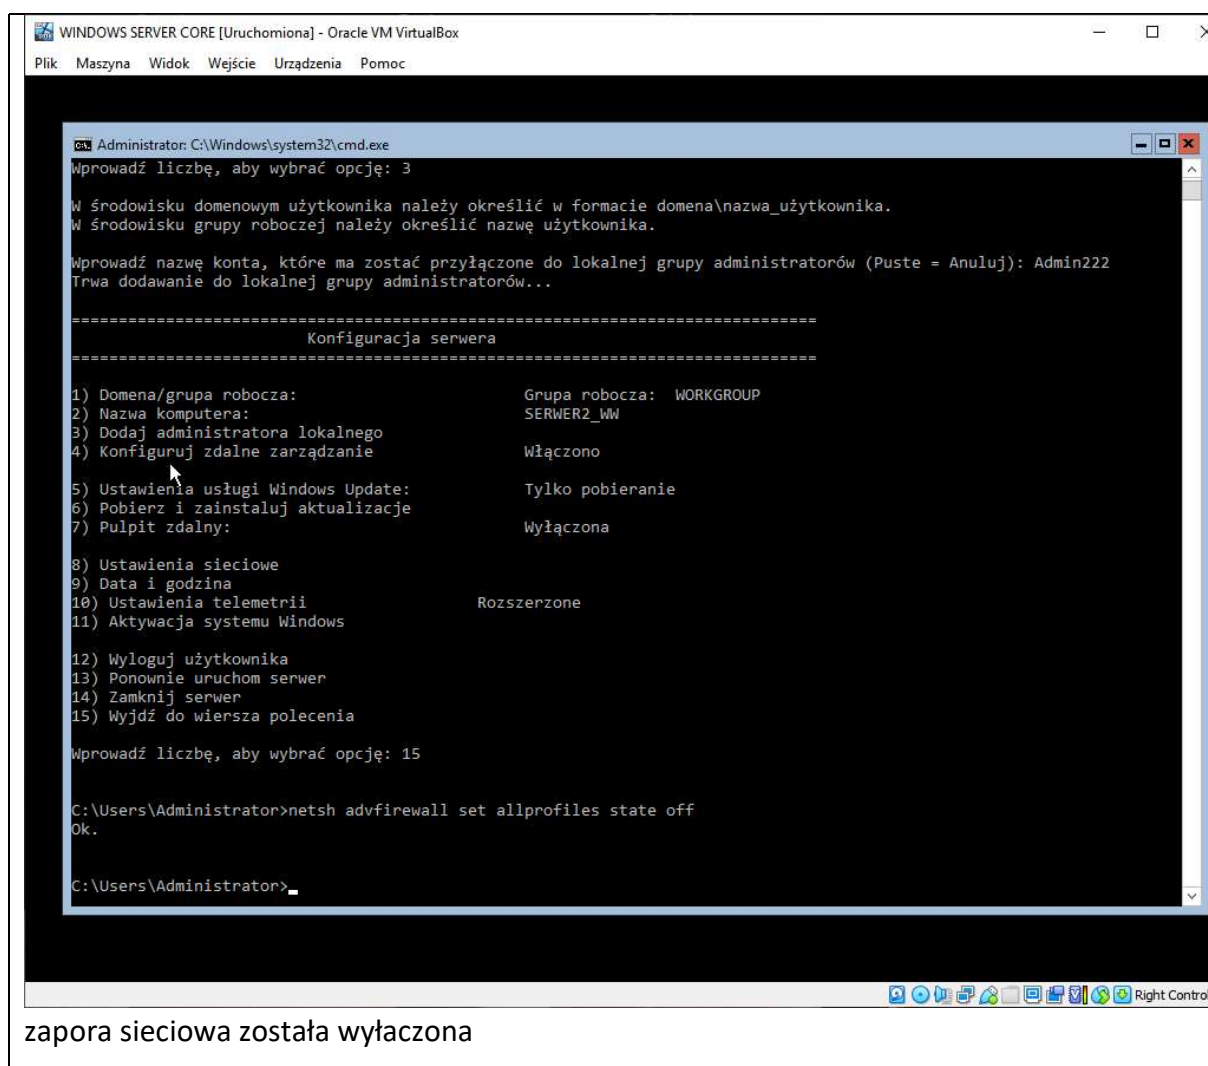 WINDOWS SERVER CORE [Uruchomiona] - Oracle VM VirtualBox
Plik Maszyna Widok Wejście Urządzenia Pomoc
Administrator: C:\Windows\system32\cmd.exe
Wprowadź liczbę, aby wybrać opcję: 3
W środowisku domenowym użytkownika należy określić w formacie domena\nazwa_użytkownika.
W środowisku grupy roboczej należy określić nazwę użytkownika.
Wprowadź nazwę konta, które ma zostać przyłączone do lokalnej grupy administratorów (Puste = Anuluj): Admin222
Trwa dodawanie do lokalnej grupy administratorów...
===============================================================================
Konfiguracja serwera
===============================================================================
1) Domena/grupa robocza: Grupa robocza: WORKGROUP
2) Nazwa komputera: SERWER2_WW
3) Dodaj administratora lokalnego
4) Konfiguruj zdalne zarządzanie Włączono
5) Ustawienia usługi Windows Update: Tylko pobieranie
6) Pobierz i zainstaluj aktualizacje
7) Pulpit zdalny: Wyłączona
8) Ustawienia sieciowe
9) Data i godzina
10) Ustawienia telemetrii Rozszerzone
11) Aktywacja systemu Windows
12) Wyloguj użytkownika
13) Ponownie uruchom serwer
14) Zamknij serwer
15) Wyjdź do wiersza polecenia
Wprowadź liczbę, aby wybrać opcję: 15
C:\Users\Administrator>netsh advfirewall set allprofiles state off
Ok.
C:\Users\Administrator>
Right Control
zapora sieciowa została wyłaczona